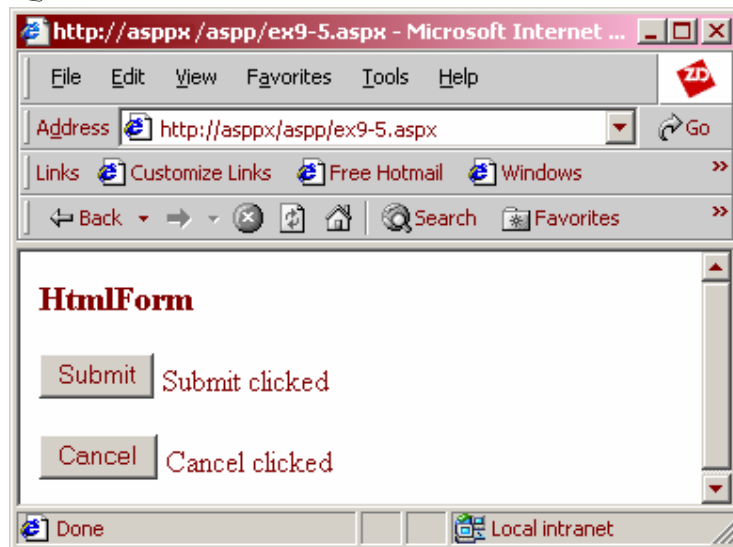 http://asppx /aspp/ex9-5.aspx - Microsoft Internet ...
File Edit View Favorites Tools Help
ZD
Address http://asppx/aspp/ex9-5.aspx Go
Links Customize Links Free Hotmail Windows »
Back Search Favorites »
HtmlForm
Submit Submit clicked
Cancel Cancel clicked
Done Local intranet